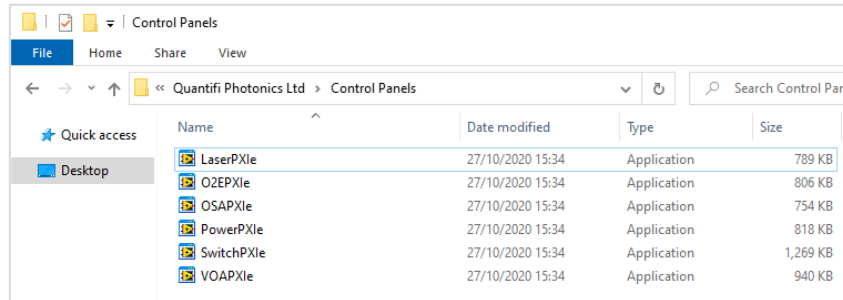 Control Panels
File Home Share View
« Quantifi Photonics Ltd > Control Panels Search Control Par
Quick access
Desktop
Name Date modified Type Size
LaserPXIe 27/10/2020 15:34 Application 789 KB
O2EPXIe 27/10/2020 15:34 Application 806 KB
OSAPXIe 27/10/2020 15:34 Application 754 KB
PowerPXIe 27/10/2020 15:34 Application 818 KB
SwitchPXIe 27/10/2020 15:34 Application 1,269 KB
VOAPXIe 27/10/2020 15:34 Application 940 KB